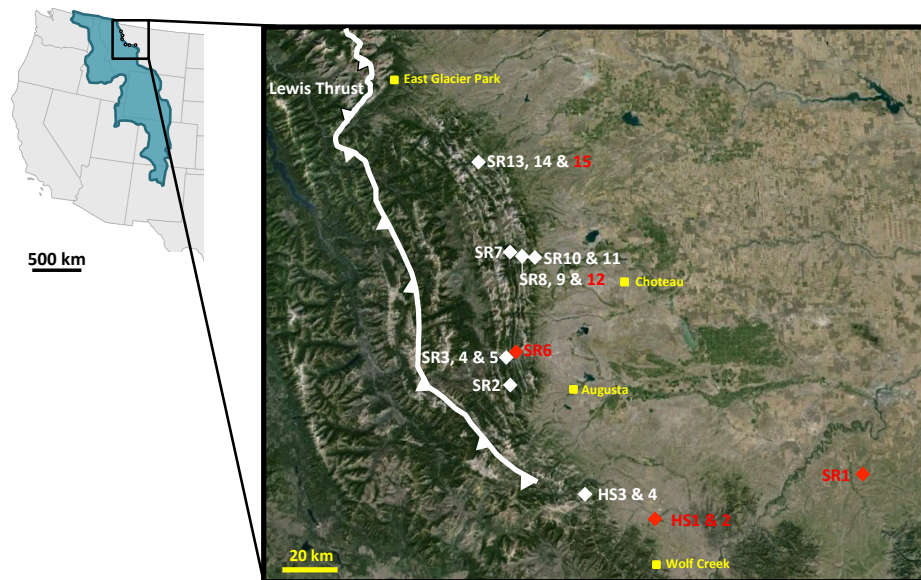 East Glacier Park
Lewis Thrust
SR13, 14 & 15
SR7
SR10 & 11
500 km
SR8, 9 & 12
Choteau
SR6
SR3, 4 & 5
SR2
Augusta
SR1
HS3 & 4
HS1 & 2
20 km
Wolf Creek